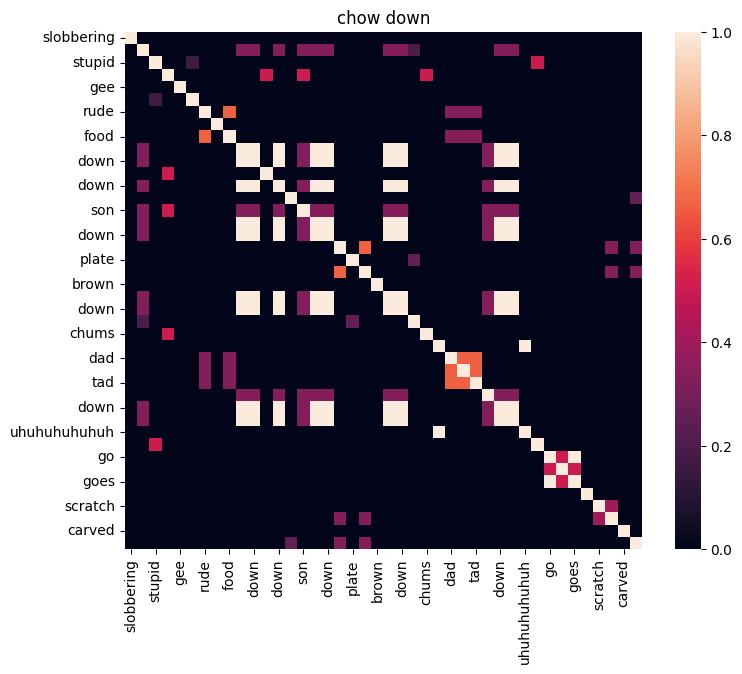 chow down
slobbering
stupid
gee
rude
food
down
down
son
down
plate
brown
down
chums
dad
tad
down
uhuhuhuhuhuh
go
goes
scratch
carved
1.0
0.8
0.6
0.4
0.2
0.0
slobbering
stupid
gee
rude
food
down
down
son
down
plate
brown
down
chums
dad
tad
down
uhuhuhuhuhuh
go
goes
scratch
carved